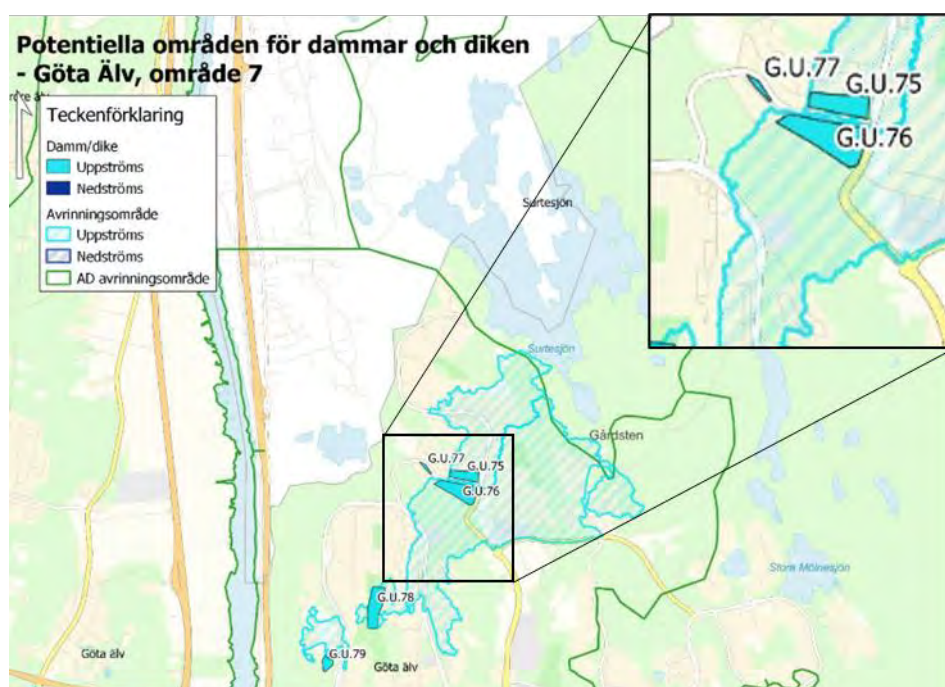 Potentiella områden för dammar och diken
- Göta Älv, område 7
Teckenförklaring
Damm/dike
Uppströms
Nedströms
Avrinningsområde
Uppströms
Nedströms
AD avrinningsområde
G.U.77
G.U.75
G.U.76
Surtesjön
Surtesjön
Gårdsten
G.U.77
G.U.75
G.U.76
Stora Mölnesjön
G.U.78
G.U.79
Göta älv
Göta älv